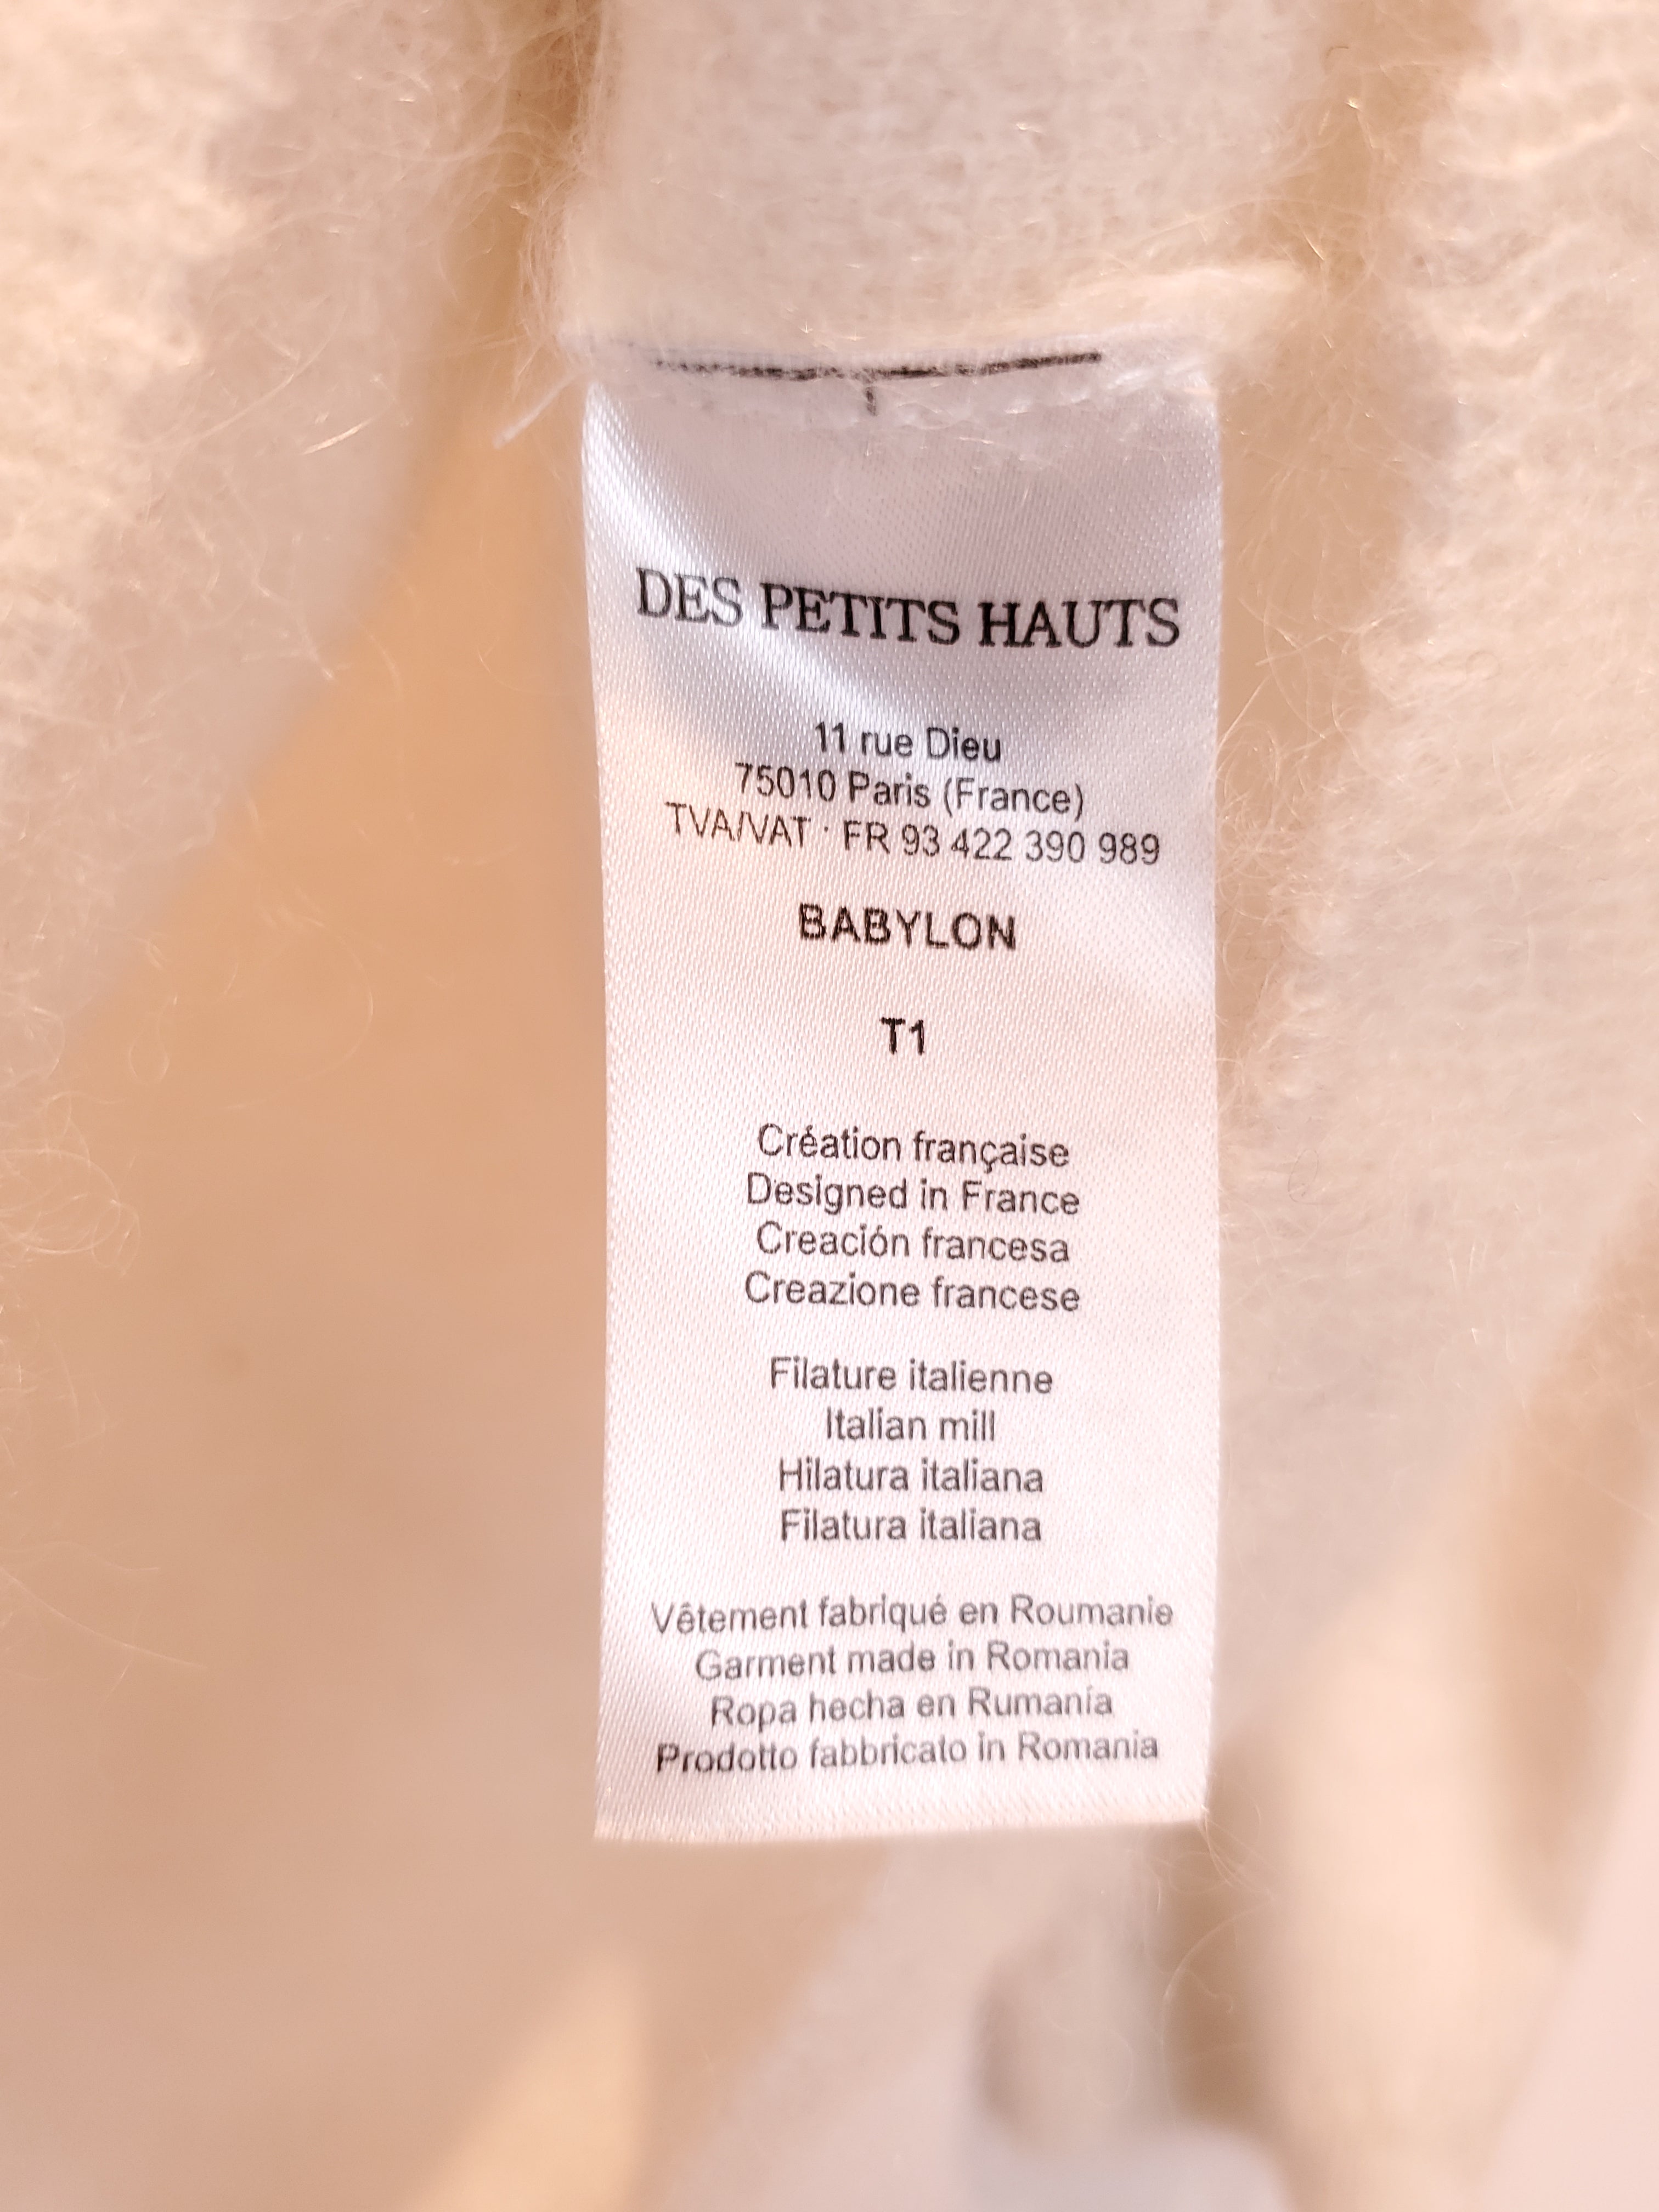 DES PETITS HAUTS
11 rue Dieu
75010 Paris (France)
TVA/VAT : FR 93 422 390 989
BABYLON
T1
Création française
Designed in France
Creación francesa
Creazione francese
Filature italienne
Italian mill
Hilatura italiana
Filatura italiana
Vêtement fabriqué en Roumanie
Garment made in Romania
Ropa hecha en Rumanía
Prodotto fabbricato in Romania